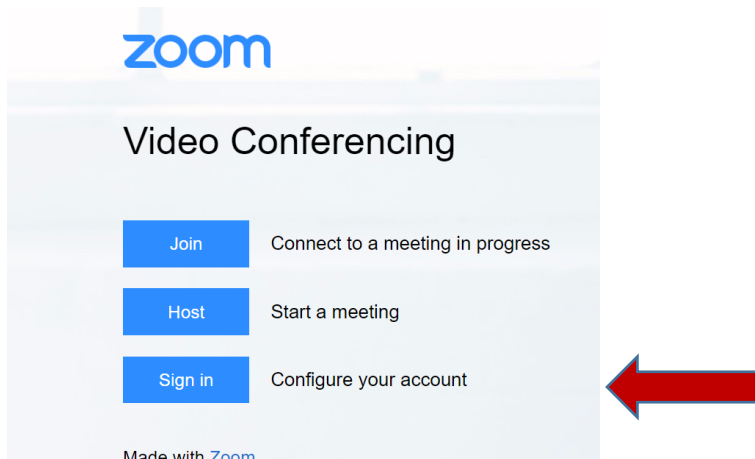 zoom
Video Conferencing
Join Connect to a meeting in progress
Host Start a meeting
Sign in Configure your account
Made with Zoom